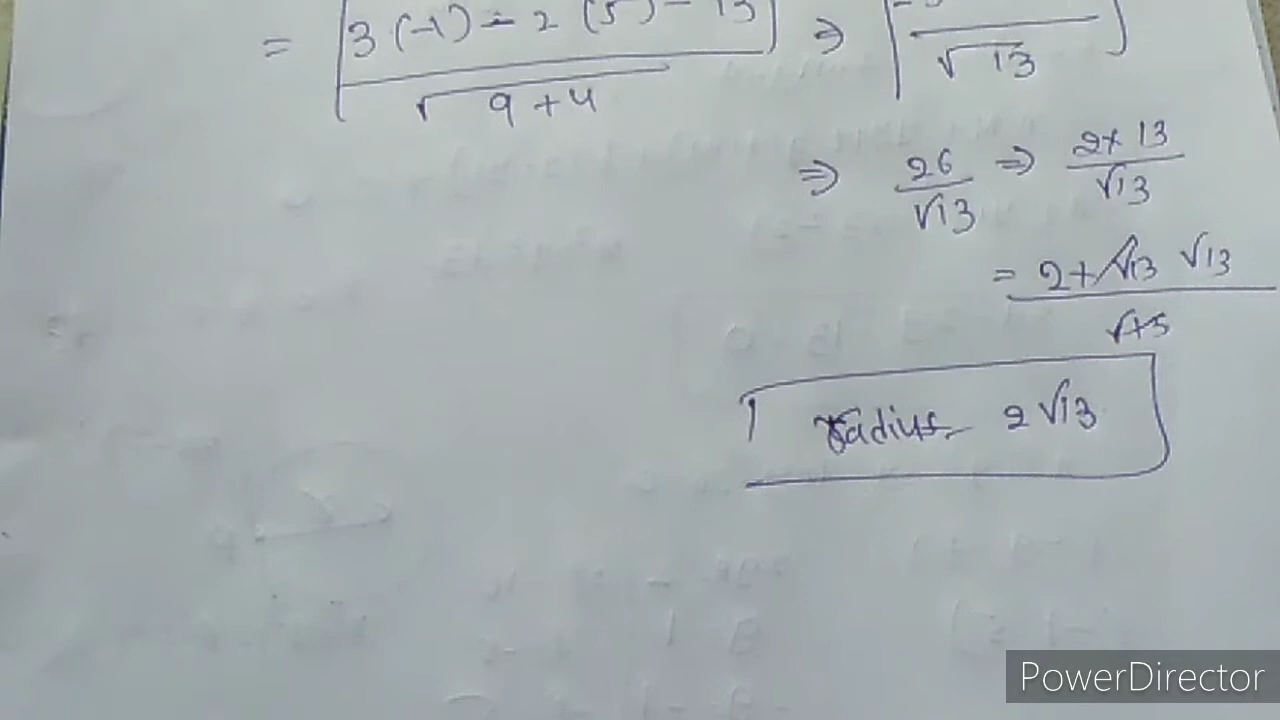 = |3 (-1) - 2 (5) - 13| ⇒
√9+4 √13
⇒ 26/√13 ⇒ 2× 13/√13
= 2+√13 √13
√13
radius 2√13
PowerDirector